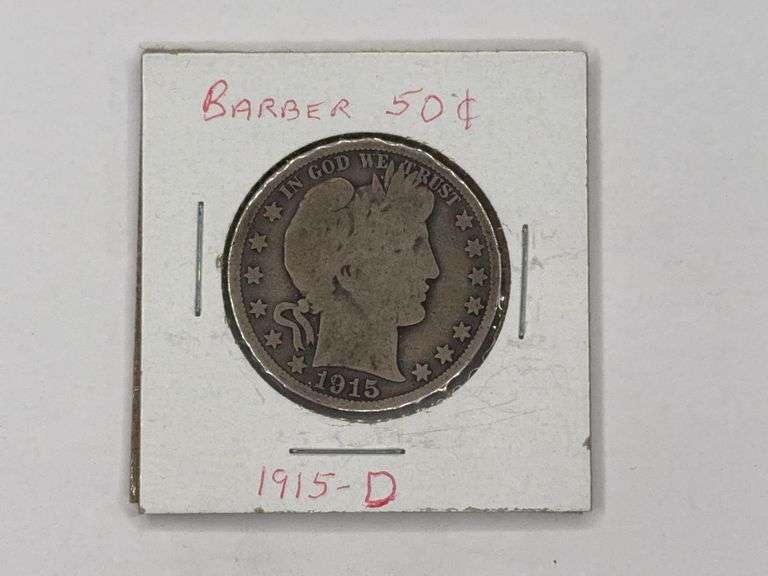 BARBER 50¢
IN GOD WE TRUST
1915
1915-D